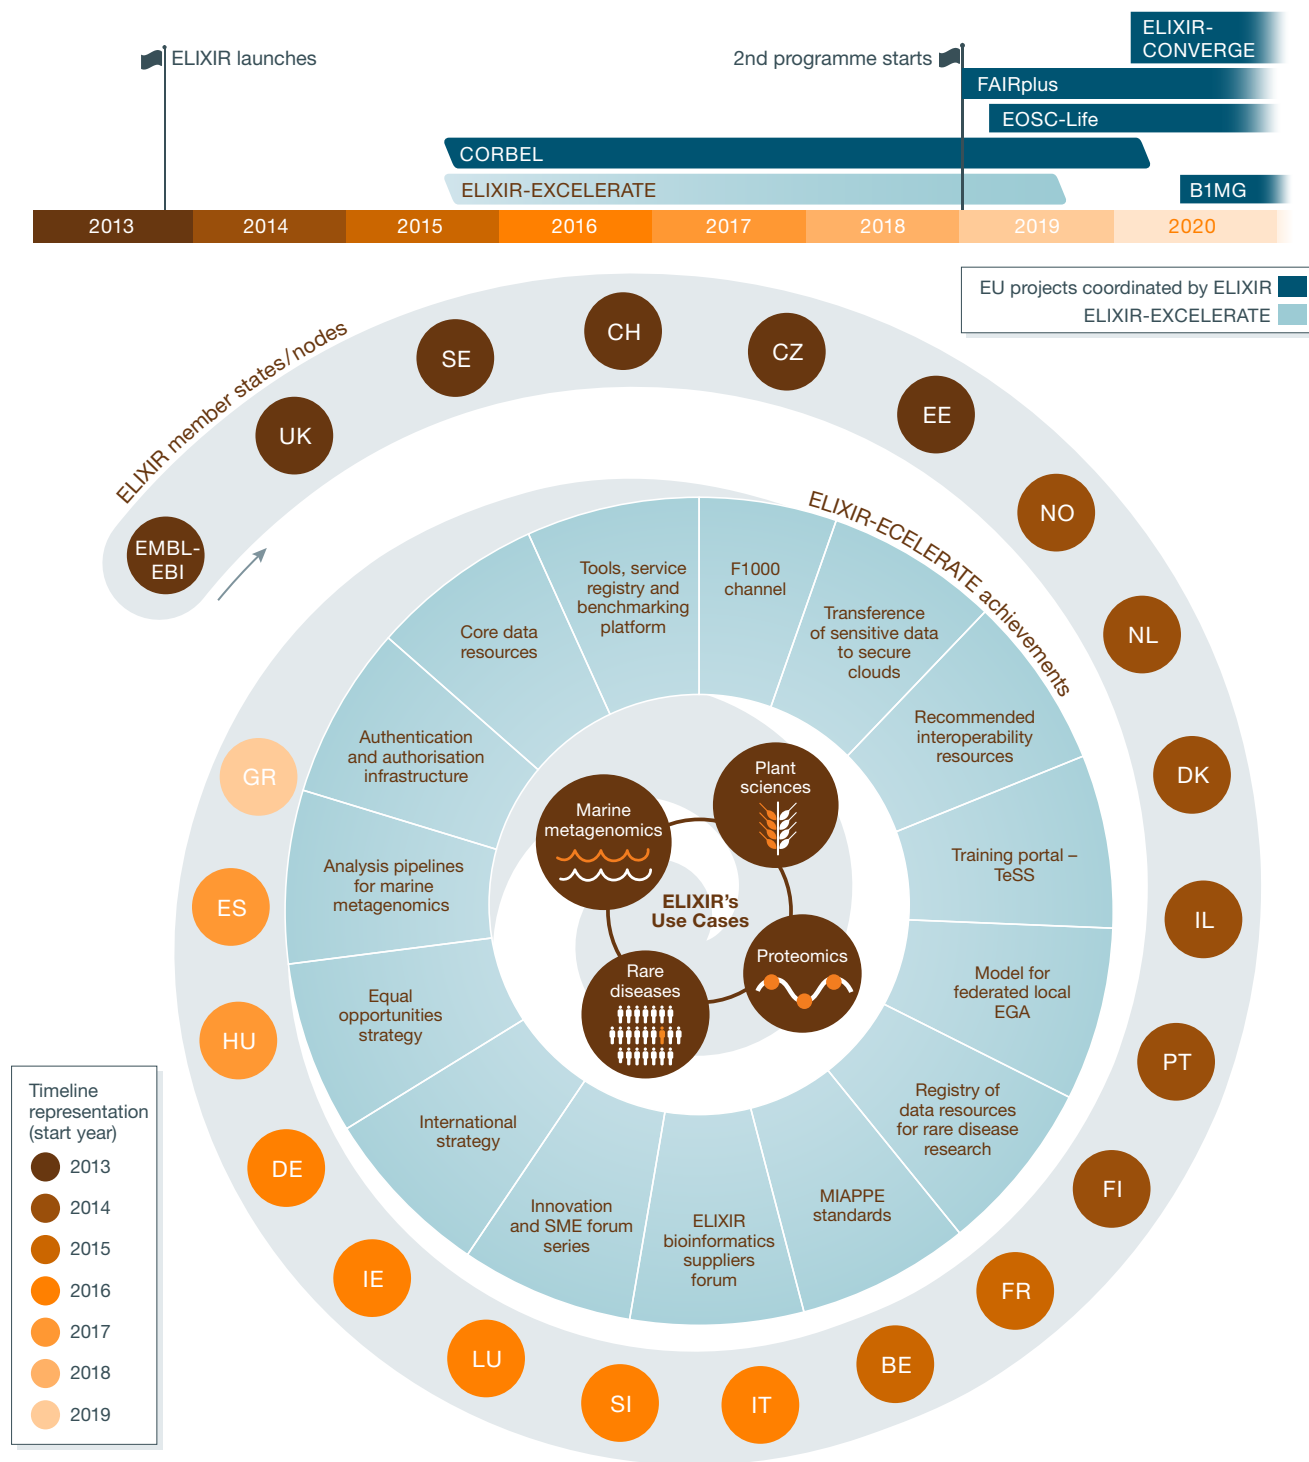 ELIXIR launches
2nd programme starts
ELIXIR-
CONVERGE
FAIRplus
EOSC-Life
CORBEL
ELIXIR-EXCELERATE
B1MG
2013
2014
2015
2016
2017
2018
2019
2020
EU projects coordinated by ELIXIR
ELIXIR-EXCELERATE
ELIXIR member states/nodes
EMBL-
EBI
UK
SE
CH
CZ
EE
NO
NL
DK
IL
PT
FI
FR
BE
IT
SI
LU
IE
DE
HU
ES
GR
ELIXIR-ECELERATE achievements
F1000
channel
Transference
of sensitive data
to secure
clouds
Recommended
interoperability
resources
Training portal –
TeSS
Model for
federated local
EGA
Registry of
data resources
for rare disease
research
MIAPPE
standards
ELIXIR
bioinformatics
suppliers
forum
Innovation
and SME forum
series
International
strategy
Equal
opportunities
strategy
Analysis pipelines
for marine
metagenomics
Authentication
and authorisation
infrastructure
Core data
resources
Tools, service
registry and
benchmarking
platform
Marine
metagenomics
Plant
sciences
ELIXIR's
Use Cases
Proteomics
Rare
diseases
Timeline
representation
(start year)
2013
2014
2015
2016
2017
2018
2019